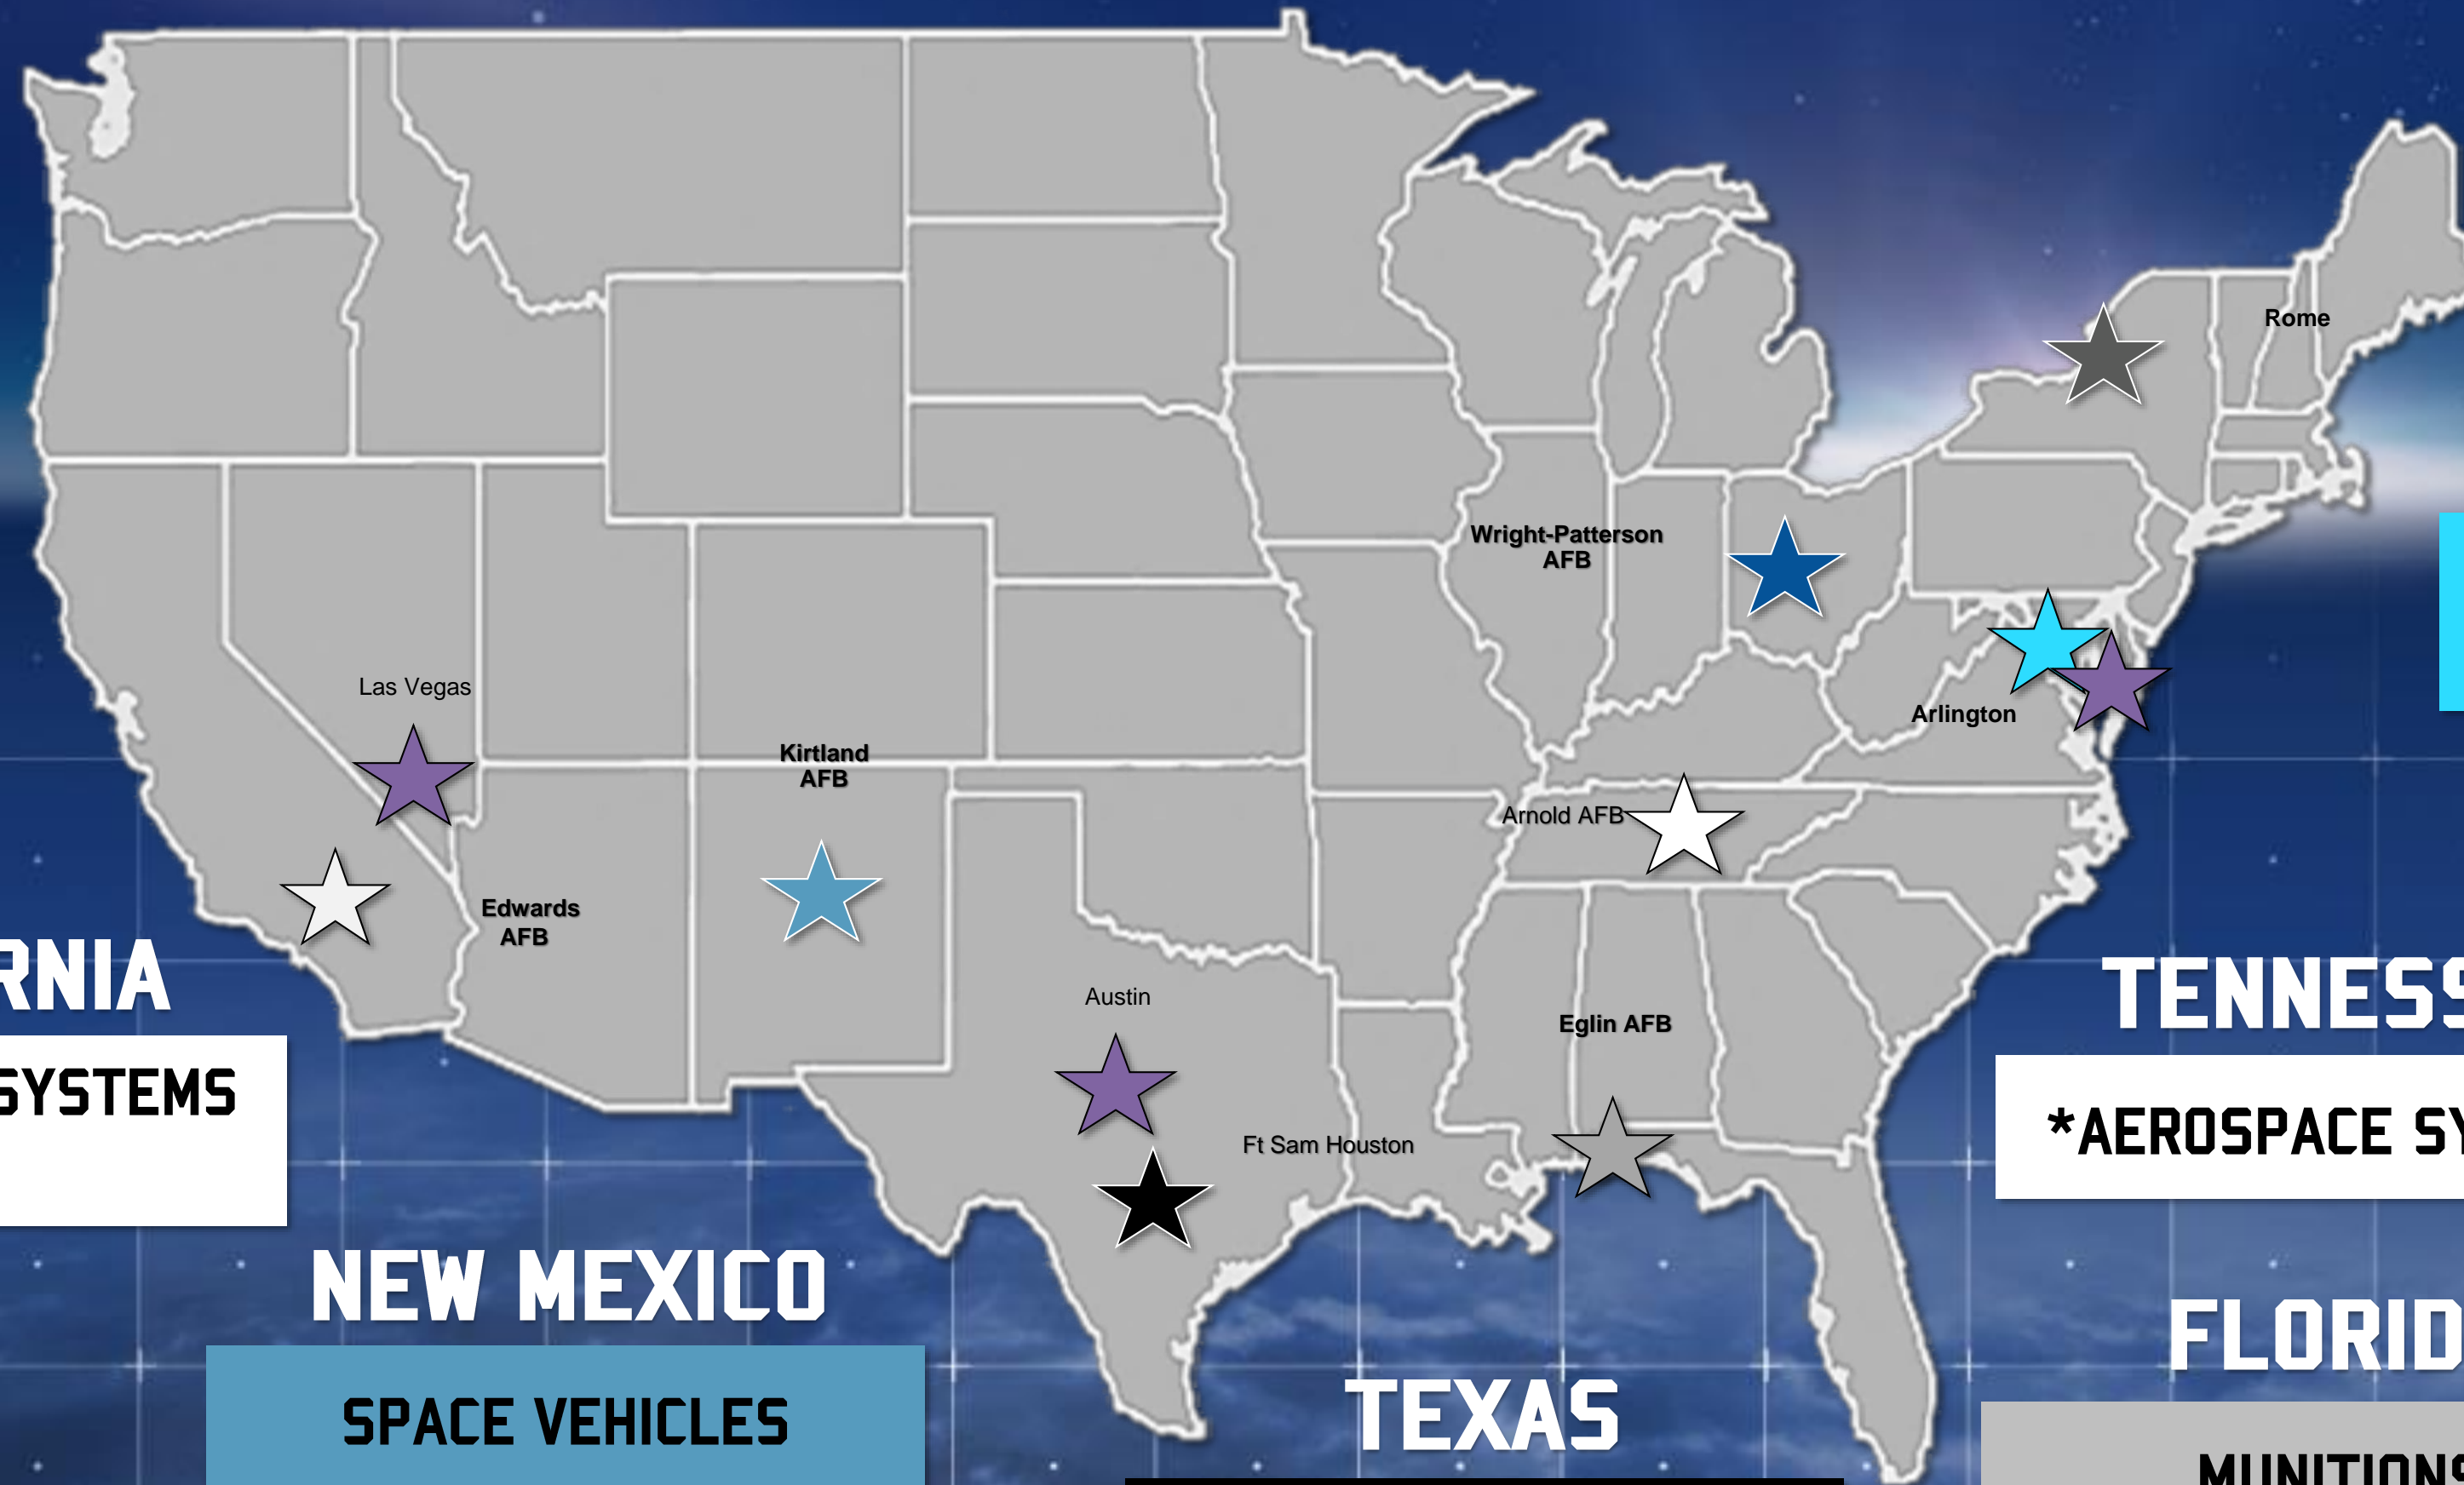 Rome
Wright-Patterson
AFB
Las Vegas
Arlington
Kirtland
AFB
Arnold AFB
Edwards
AFB
RNIA
SYSTEMS
Austin
Eglin AFB
Ft Sam Houston
TENNESS
*AEROSPACE SY
NEW MEXICO
SPACE VEHICLES
TEXAS
FLORID
MUNITIONS